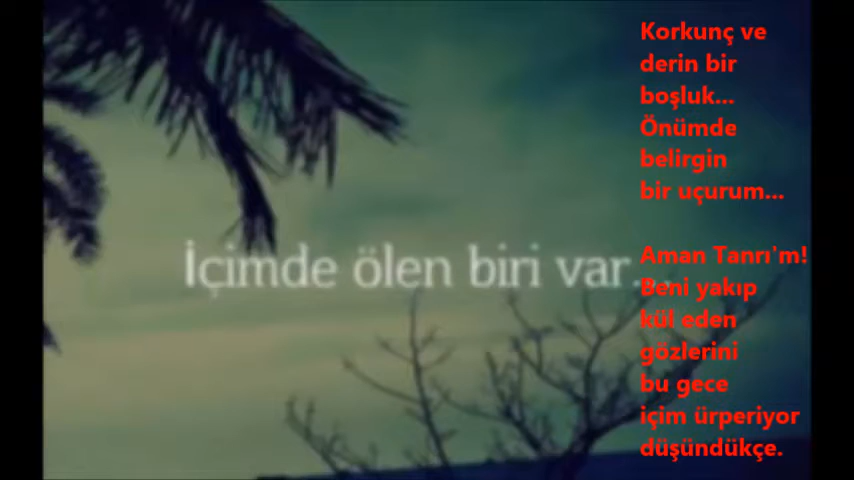 İçimde ölen biri var.
Korkunç ve
derin bir
boşluk...
Önümde
belirgin
bir uçurum...
Aman Tanrı'm!
Beni yakıp
kül eden
gözlerini
bu gece
içim ürperiyor
düşündükçe.